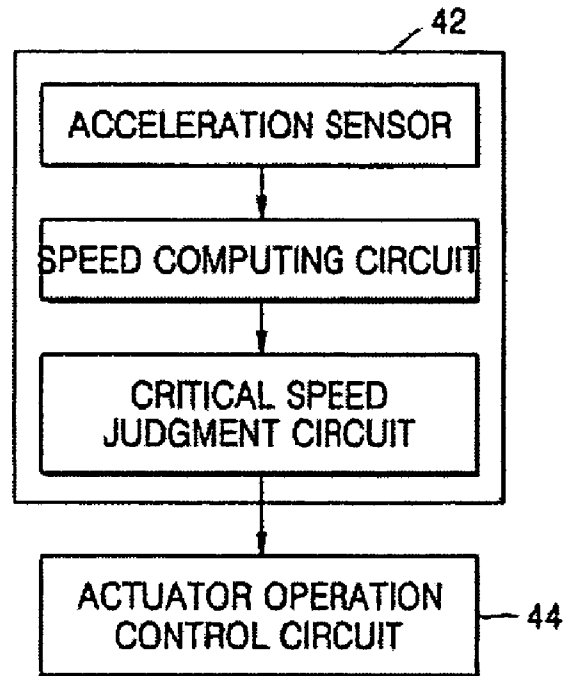 42
ACCELERATION SENSOR
SPEED COMPUTING CIRCUIT
CRITICAL SPEED
JUDGMENT CIRCUIT
ACTUATOR OPERATION
CONTROL CIRCUIT
44